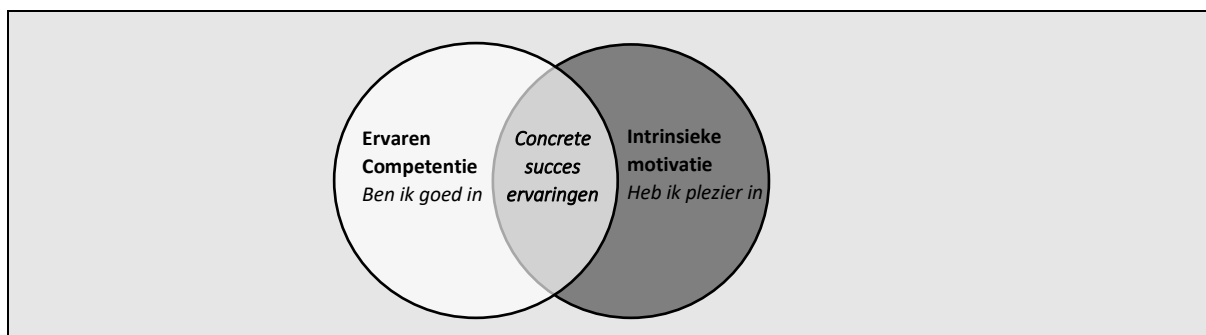 Ervaren
Competentie
Ben ik goed in
Concrete
succes
ervaringen
Intrinsieke
motivatie
Heb ik plezier in